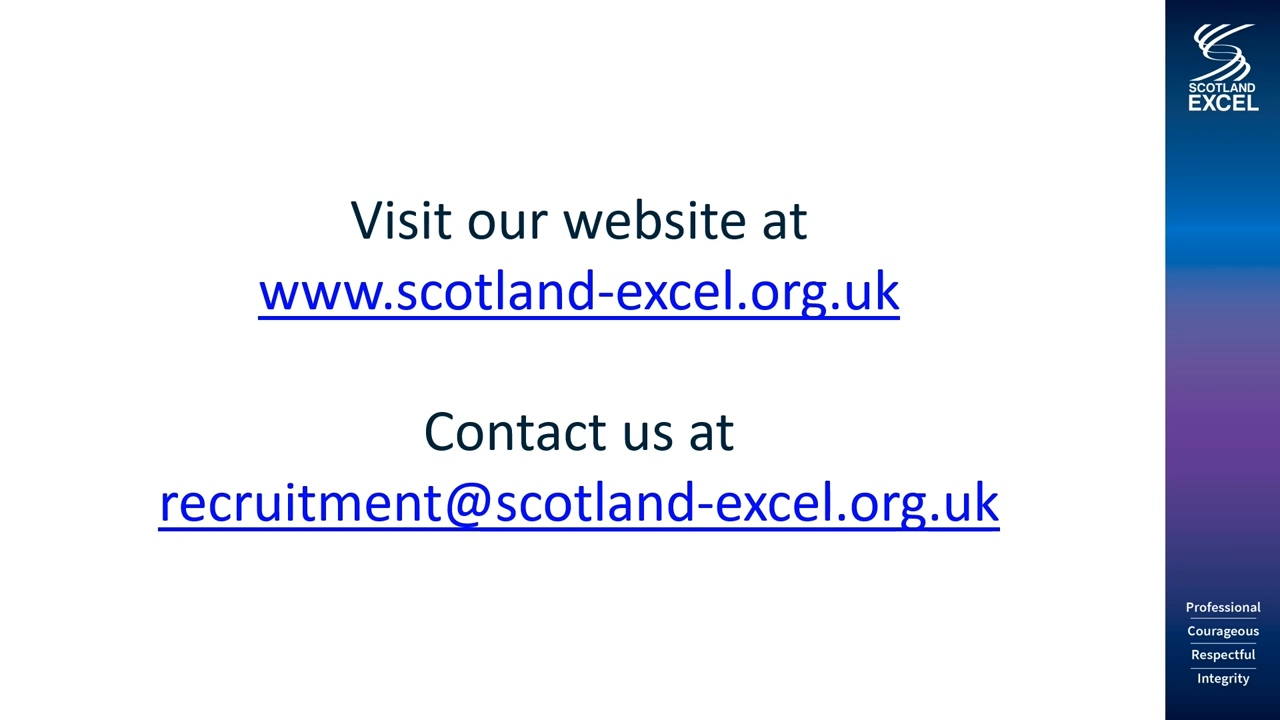 Visit our website at
www.scotland-excel.org.uk
Contact us at
recruitment@scotland-excel.org.uk
SCOTLAND
EXCEL
Professional
Courageous
Respectful
Integrity